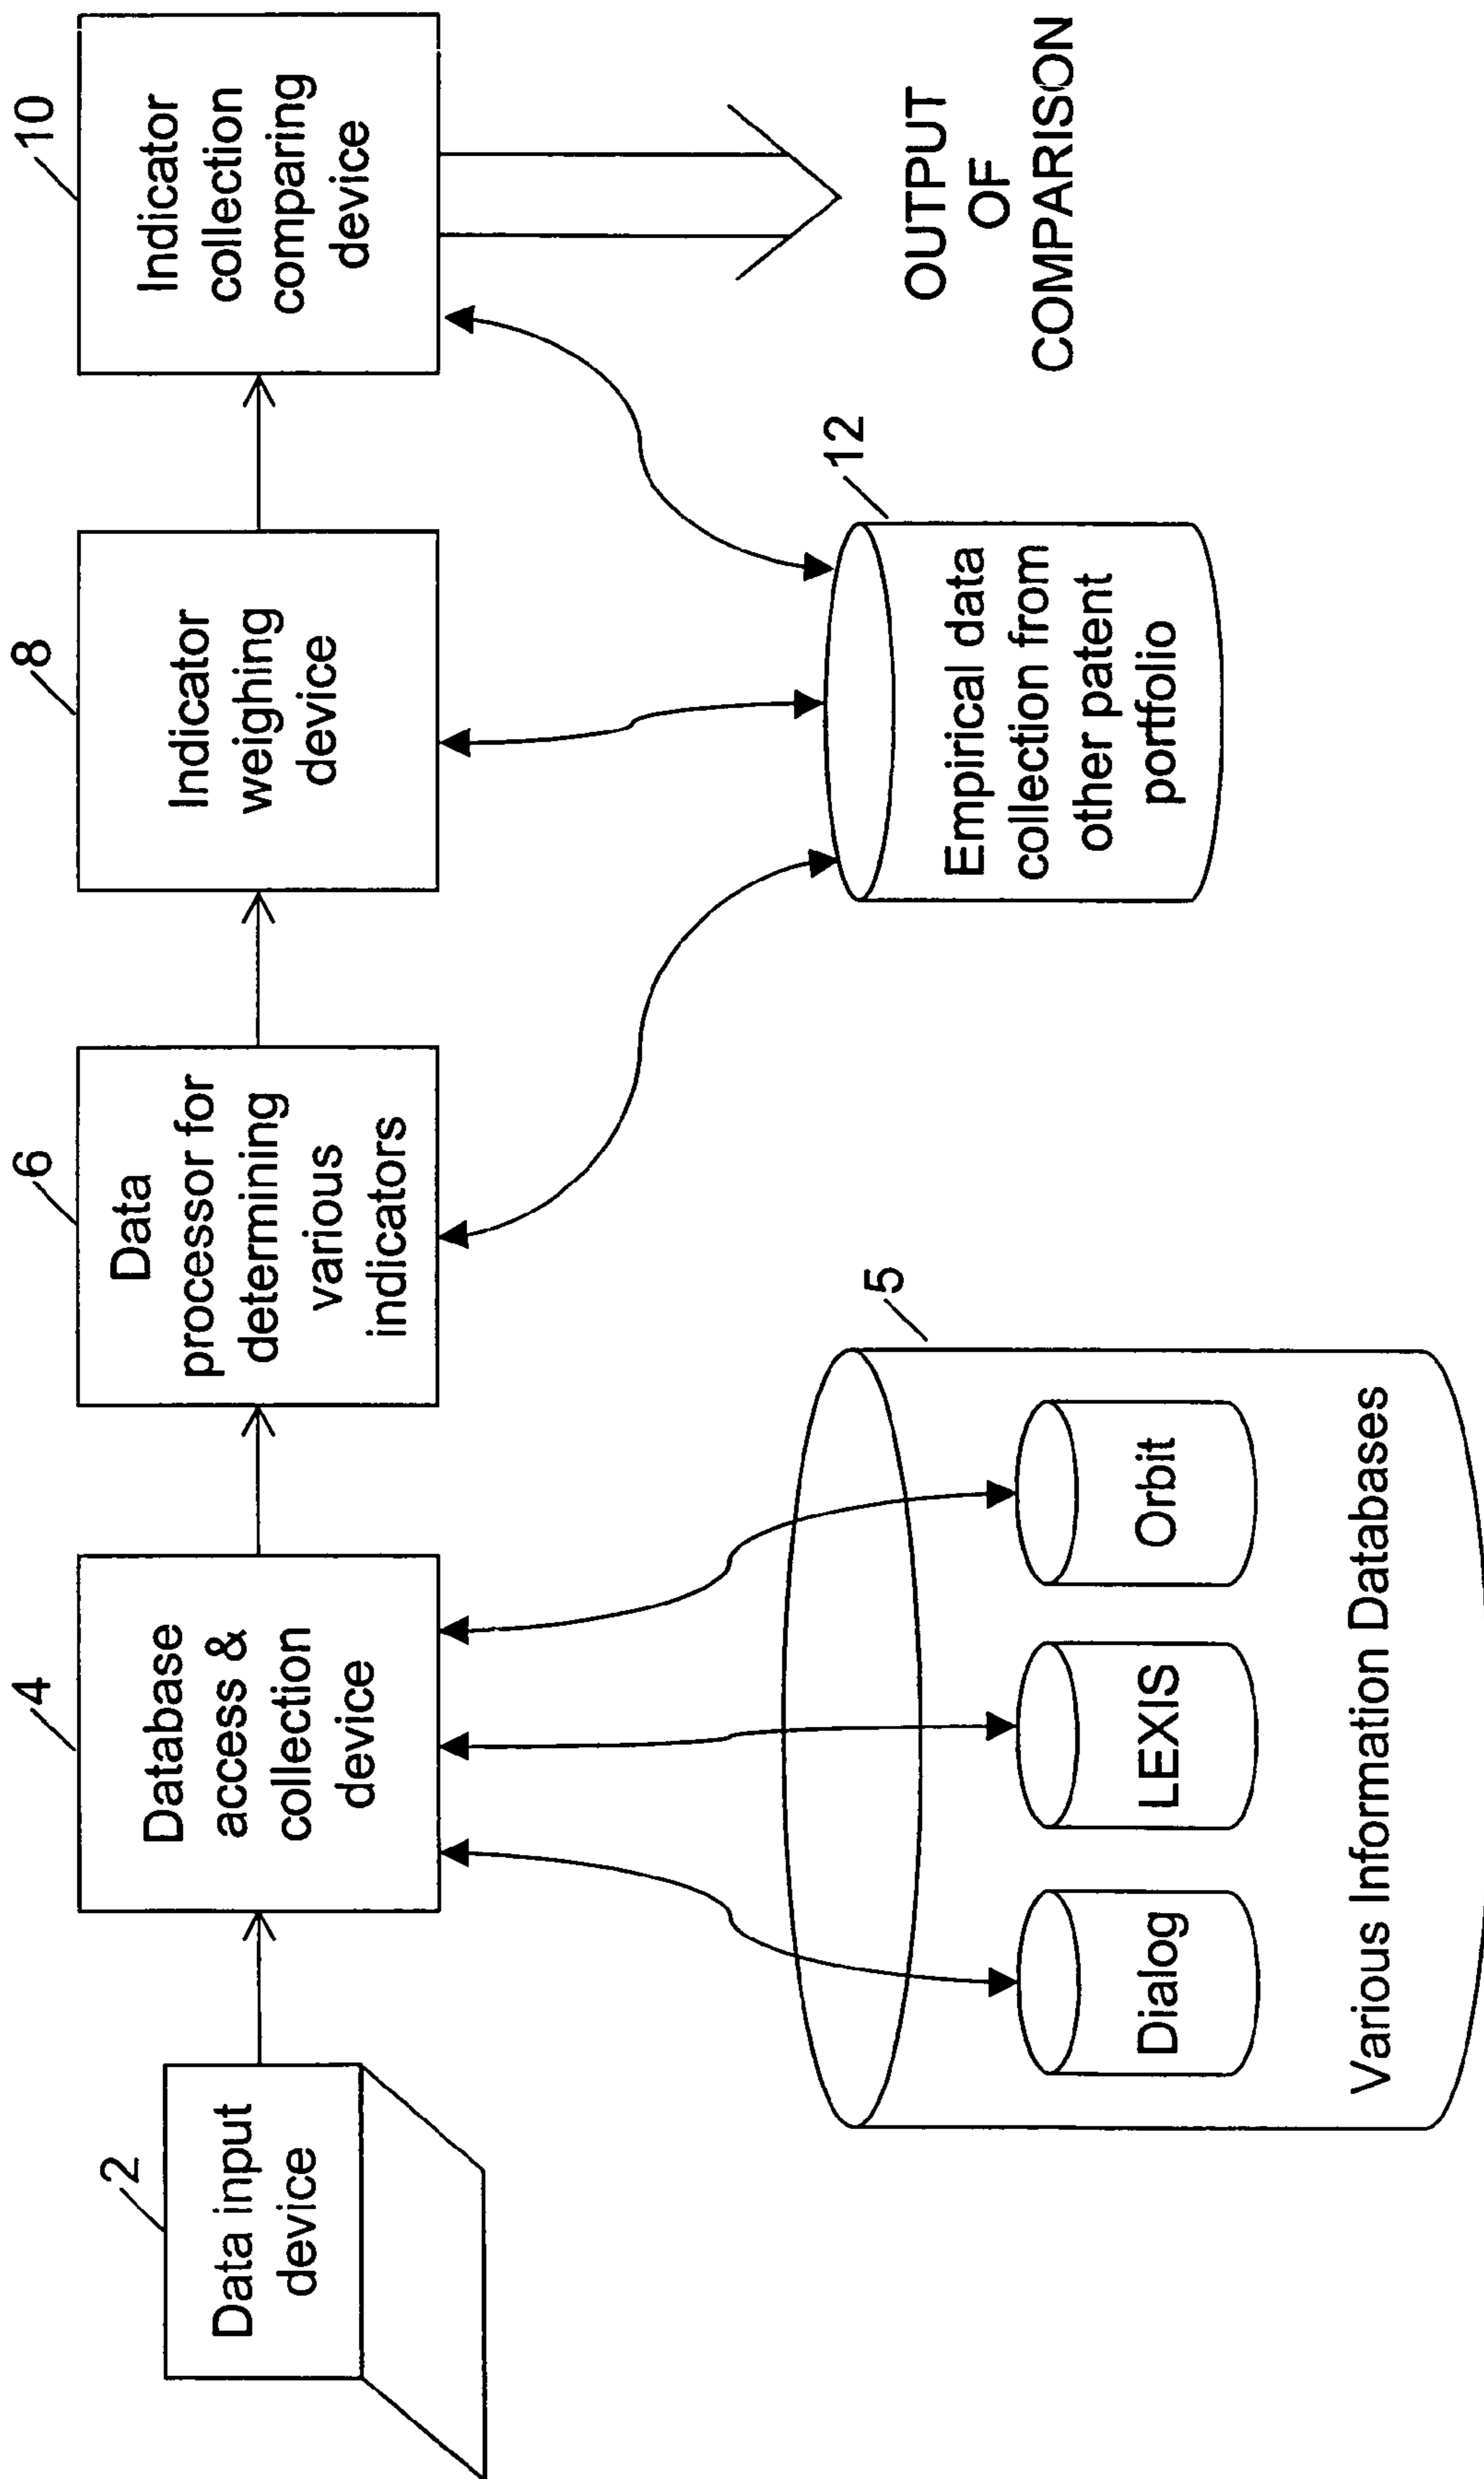 2
Data input
device
4
Database
access &
collection
device
6
Data
processor for
determining
various
indicators
8
Indicator
weighing
device
10
Indicator
collection
comparing
device
5
Dialog
LEXIS
Orbit
Various Information Databases
12
Empirical data
collection from
other patent
portfolio
OUTPUT
OF
COMPARISON